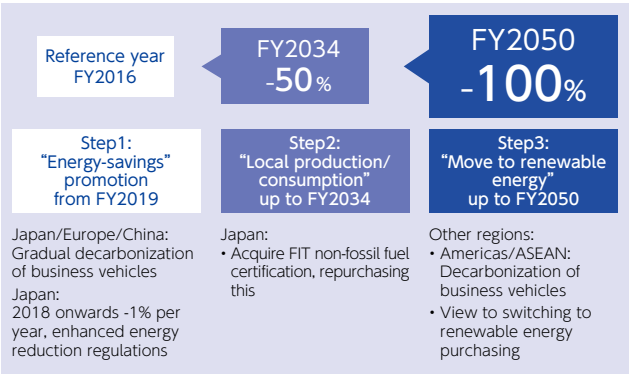 Reference year
FY2016
FY2034
-50%
FY2050
-100%
Step1:
“Energy-savings”
promotion
from FY2019
Step2:
“Local production/
consumption”
up to FY2034
Step3:
“Move to renewable
energy”
up to FY2050
Japan/Europe/China:
Gradual decarbonization
of business vehicles
Japan:
2018 onwards -1% per
year, enhanced energy
reduction regulations
Japan:
• Acquire FIT non-fossil fuel
certification, repurchasing
this
Other regions:
• Americas/ASEAN:
Decarbonization of
business vehicles
• View to switching to
renewable energy
purchasing